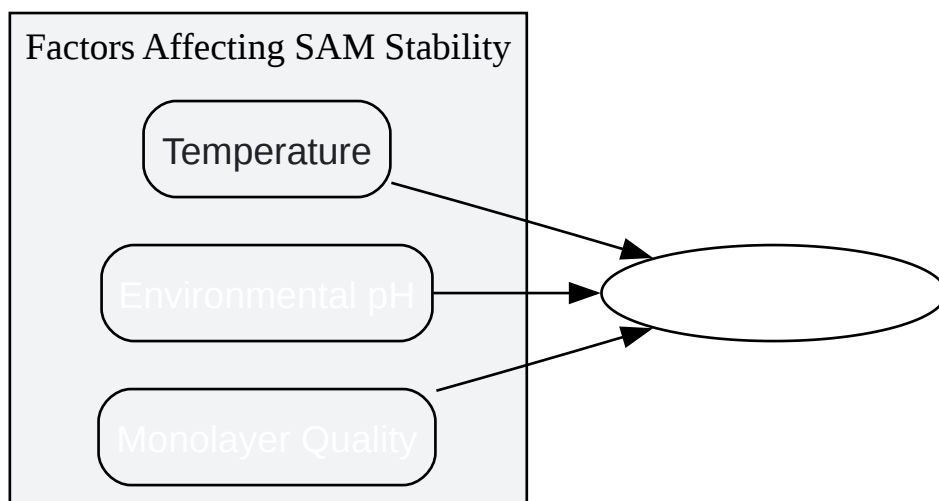 Factors Affecting SAM Stability
Temperature
Environmental pH
Monolayer Quality